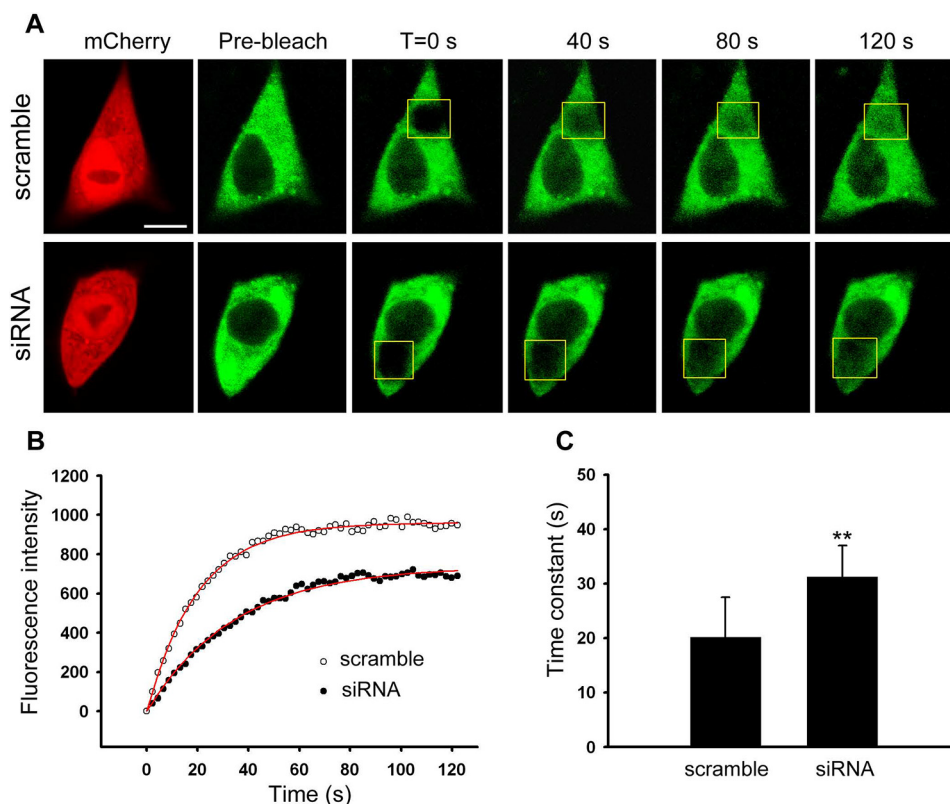 A
mCherry Pre-bleach T=0 s 40 s 80 s 120 s
scramble
siRNA
B
1200
1000
800
600
400
200
0
Fluorescence intensity
scramble
siRNA
0 20 40 60 80 100 120
Time (s)
C
50
40
30
20
10
0
Time constant (s)
**
scramble siRNA